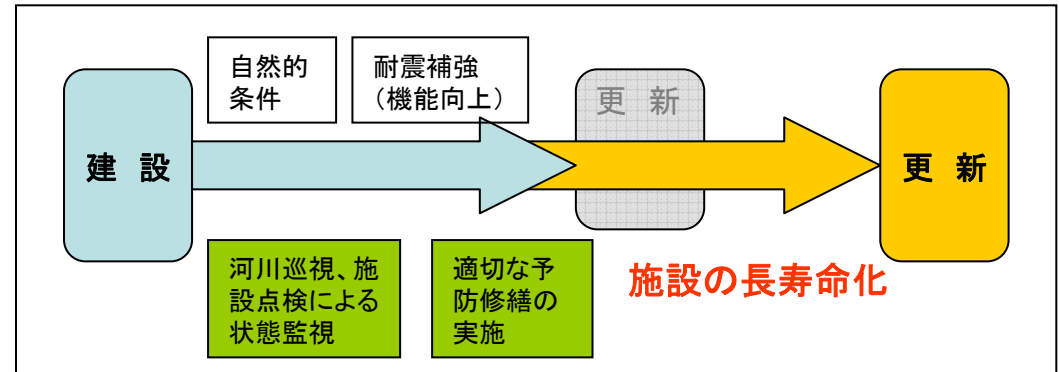 自然的
条件
耐震補強
（機能向上）
更 新
建 設
更 新
河川巡視、施
設点検による
状態監視
適切な予
防修繕の
実施
施設の長寿命化